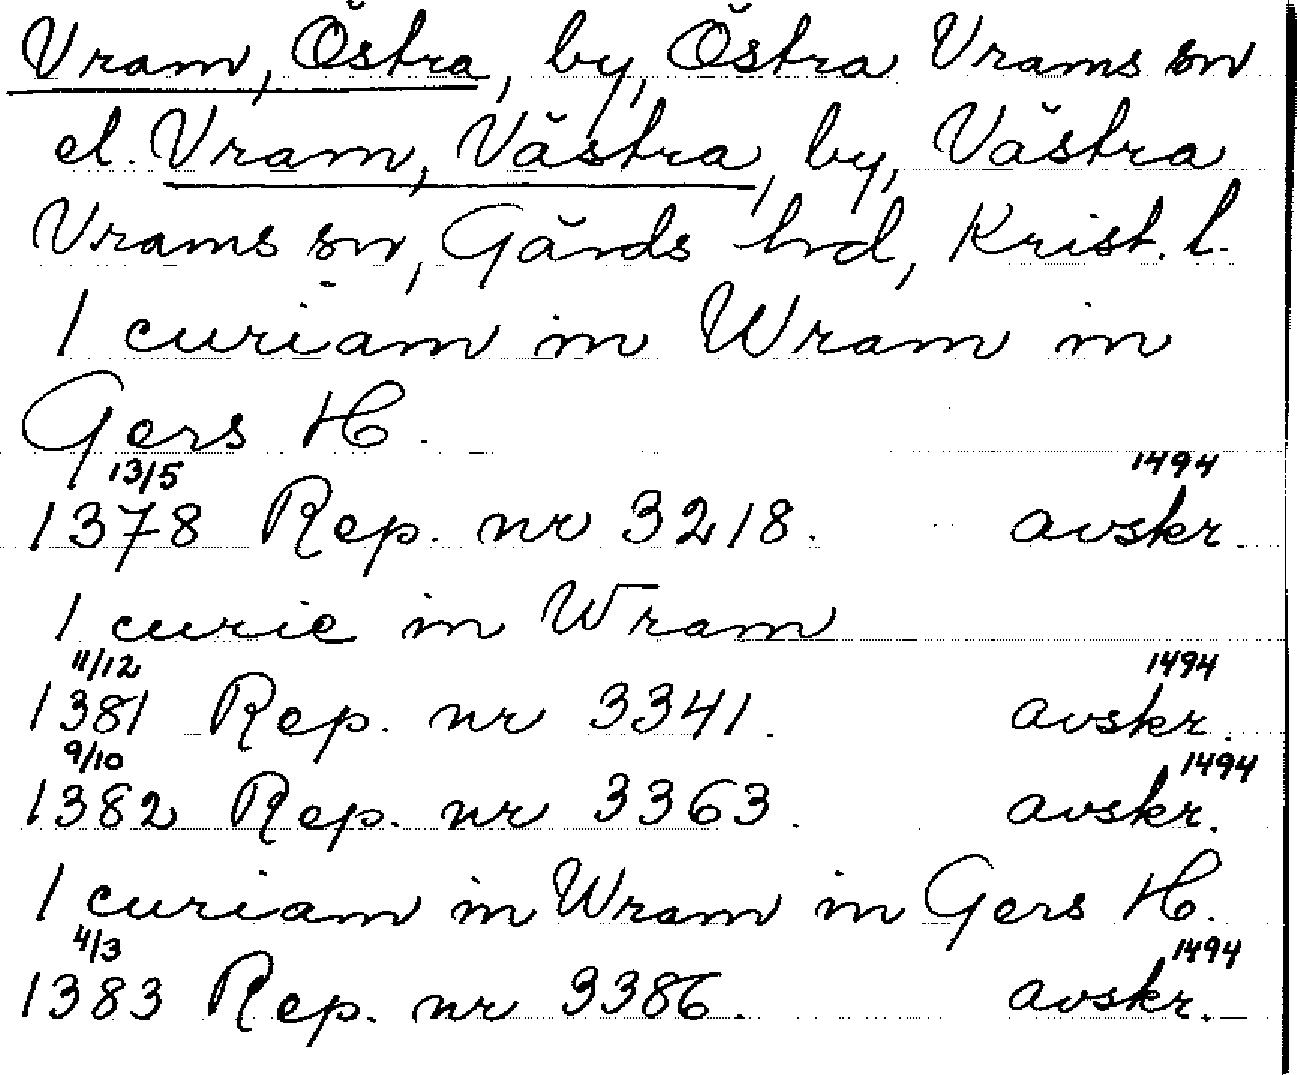 Vram, Östra, by, Östra Vrams sn
el. Vram, Västra, by, Västra
Vrams sn, Gärds hd, Krist. l.
1 curiam in Wram in
Gers H.
13/5 1494
1378 Rep. nr 3218. avskr.
1 curie in Wram
11/12 1494
1381 Rep. nr 3341. avskr.
9/10 1494
1382 Rep. nr 3363. avskr.
1 curiam in Wram in Gers H.
4/3 1494
1383 Rep. nr 3386. avskr.